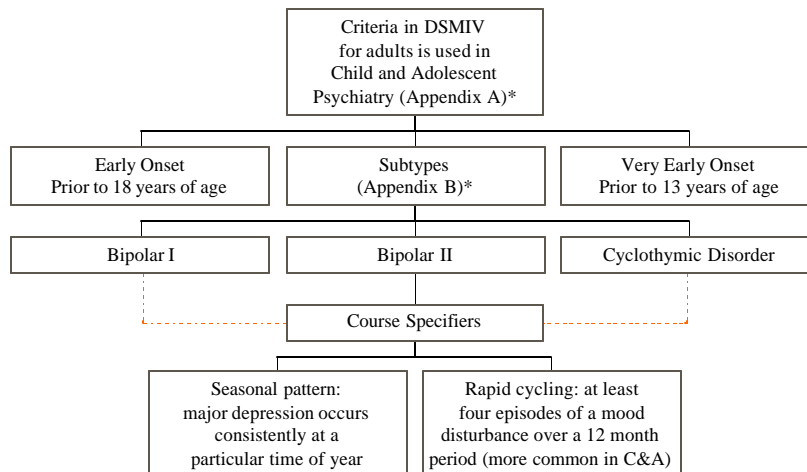 Criteria in DSMIV
for adults is used in
Child and Adolescent
Psychiatry (Appendix A)*
Early Onset
Prior to 18 years of age
Subtypes
(Appendix B)*
Very Early Onset
Prior to 13 years of age
Bipolar I
Bipolar II
Cyclothymic Disorder
Course Specifiers
Seasonal pattern:
major depression occurs
consistently at a
particular time of year
Rapid cycling: at least
four episodes of a mood
disturbance over a 12 month
period (more common in C&A)